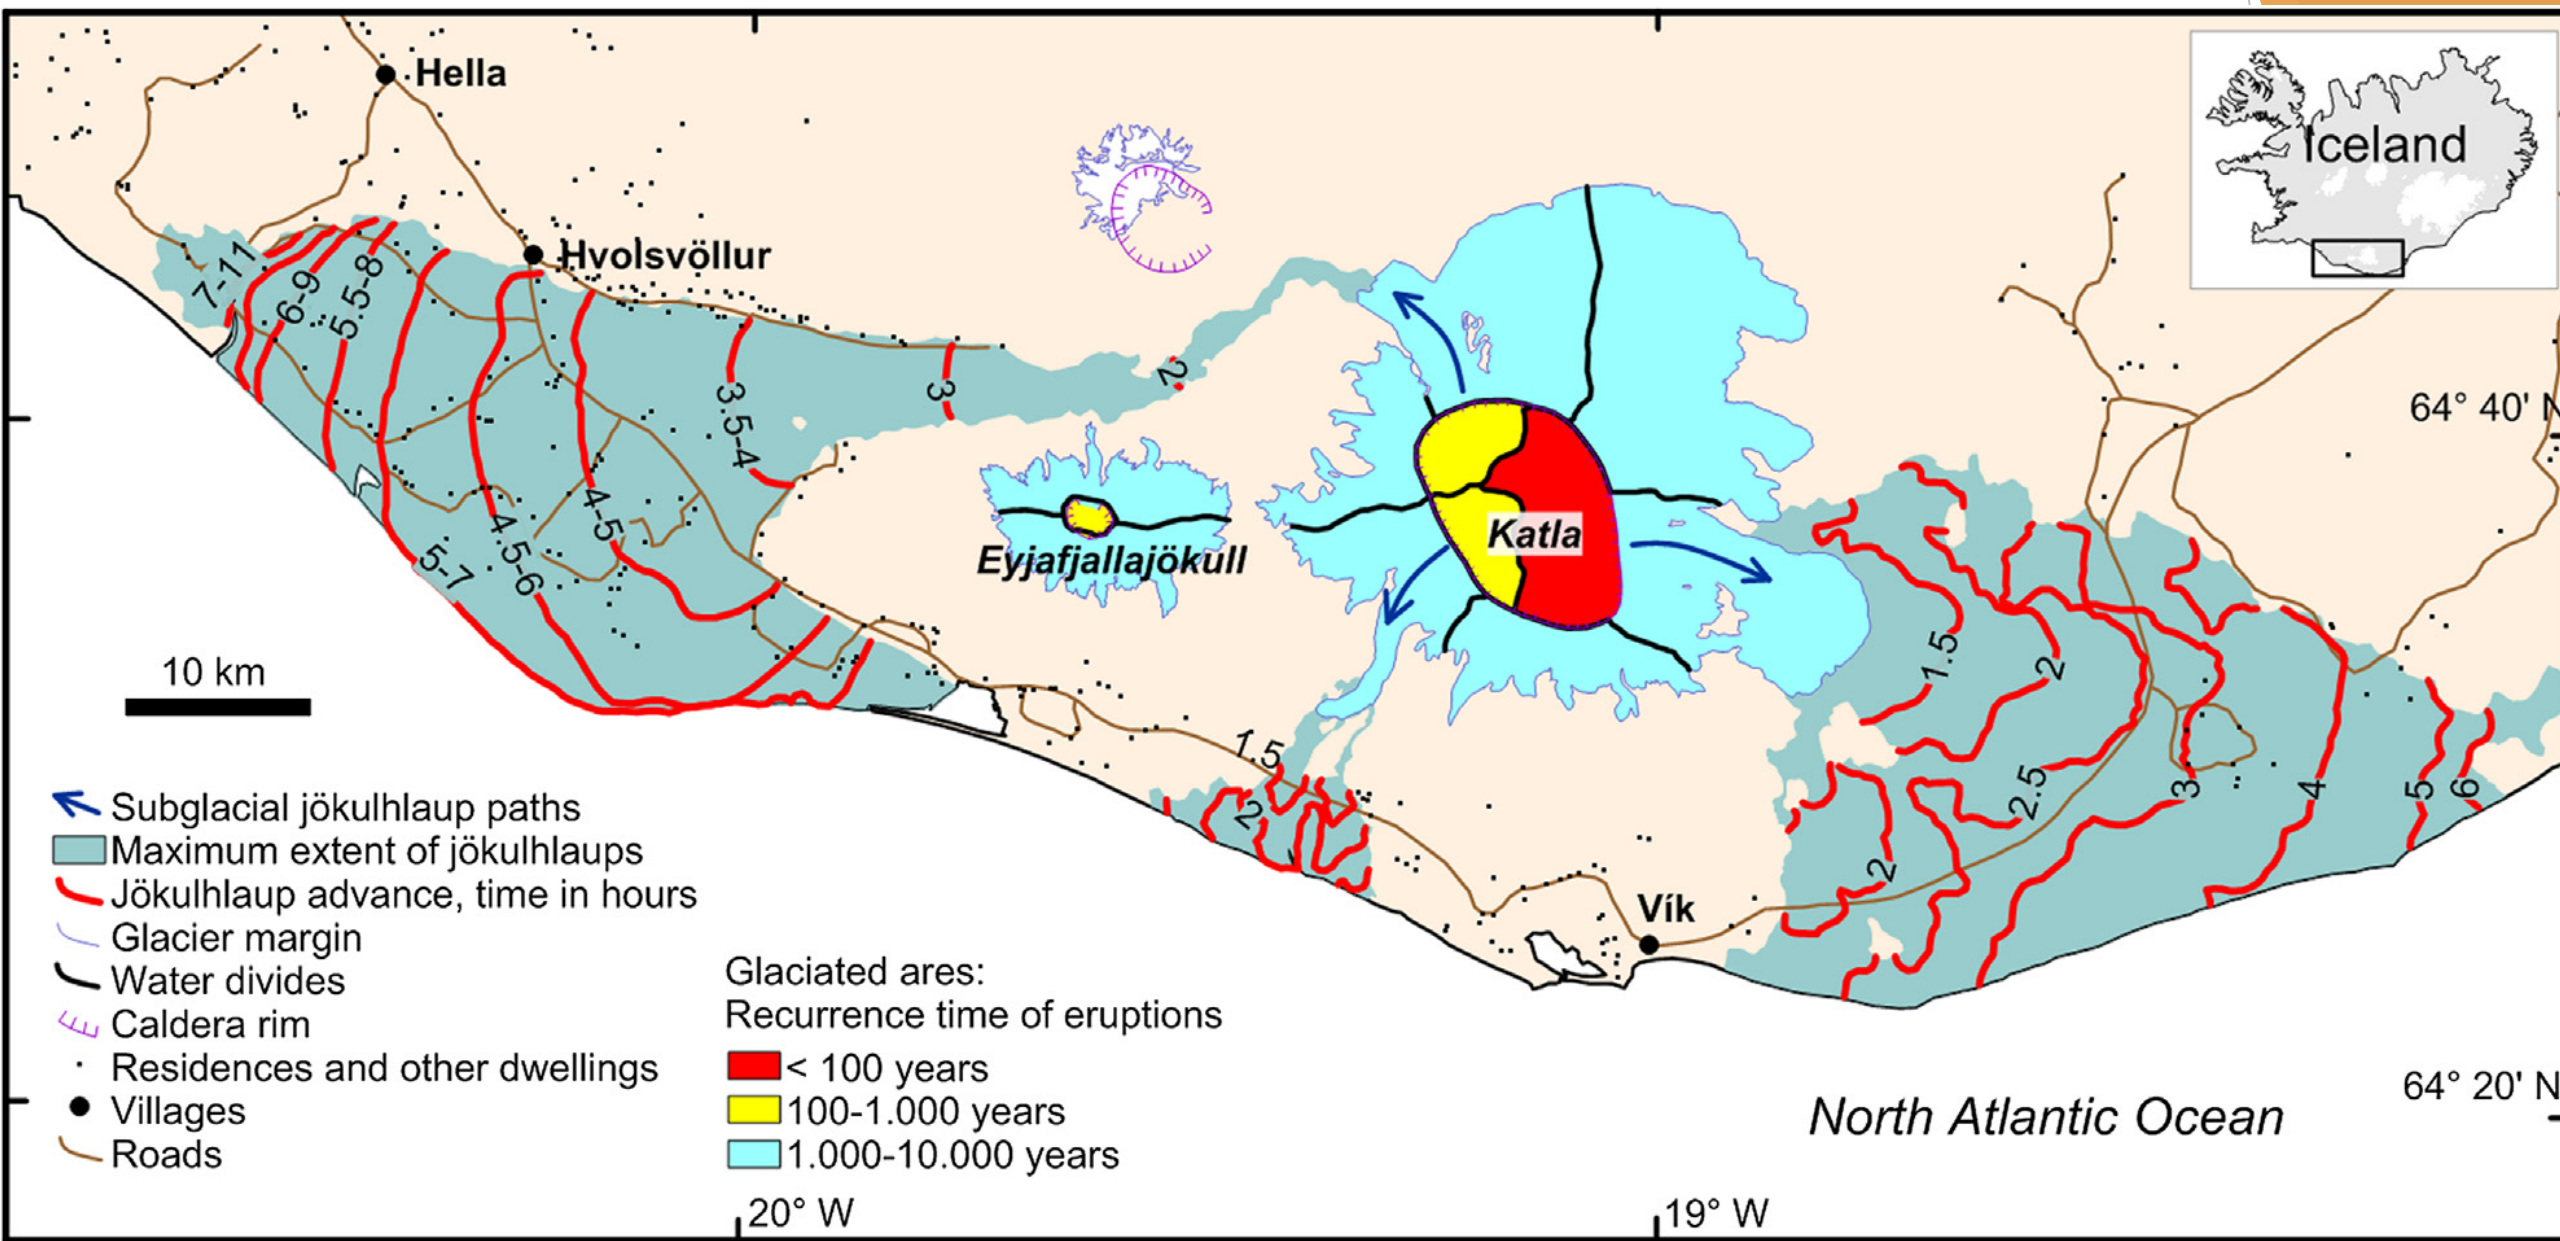 Hella
Iceland
Hvolsvöllur
7-11
6-9
5.5-8
2
3
3.5-4
64° 40' N
4-5
4.5-6
5-7
Katla
Eyjafjallajökull
1.5
2
10 km
1.5
2
2.5
3
4
5
6
2
Vík
Subglacial jökulhlaup paths
Maximum extent of jökulhlaups
Jökulhlaup advance, time in hours
Glacier margin
Water divides
Caldera rim
Residences and other dwellings
Villages
Roads
Glaciated ares:
Recurrence time of eruptions
< 100 years
100-1.000 years
1.000-10.000 years
64° 20' N
North Atlantic Ocean
20° W
19° W